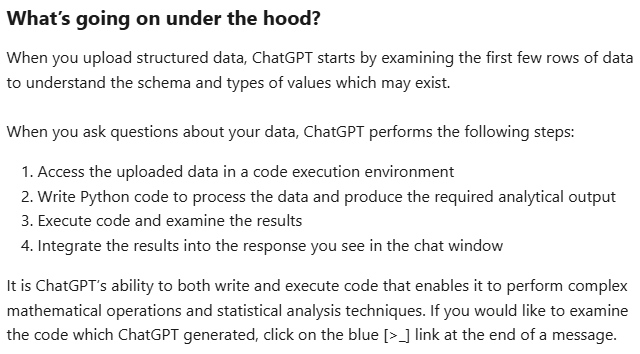 What's going on under the hood?
When you upload structured data, ChatGPT starts by examining the first few rows of data
to understand the schema and types of values which may exist.
When you ask questions about your data, ChatGPT performs the following steps:
1. Access the uploaded data in a code execution environment
2. Write Python code to process the data and produce the required analytical output
3. Execute code and examine the results
4. Integrate the results into the response you see in the chat window
It is ChatGPT's ability to both write and execute code that enables it to perform complex
mathematical operations and statistical analysis techniques. If you would like to examine
the code which ChatGPT generated, click on the blue [>_] link at the end of a message.